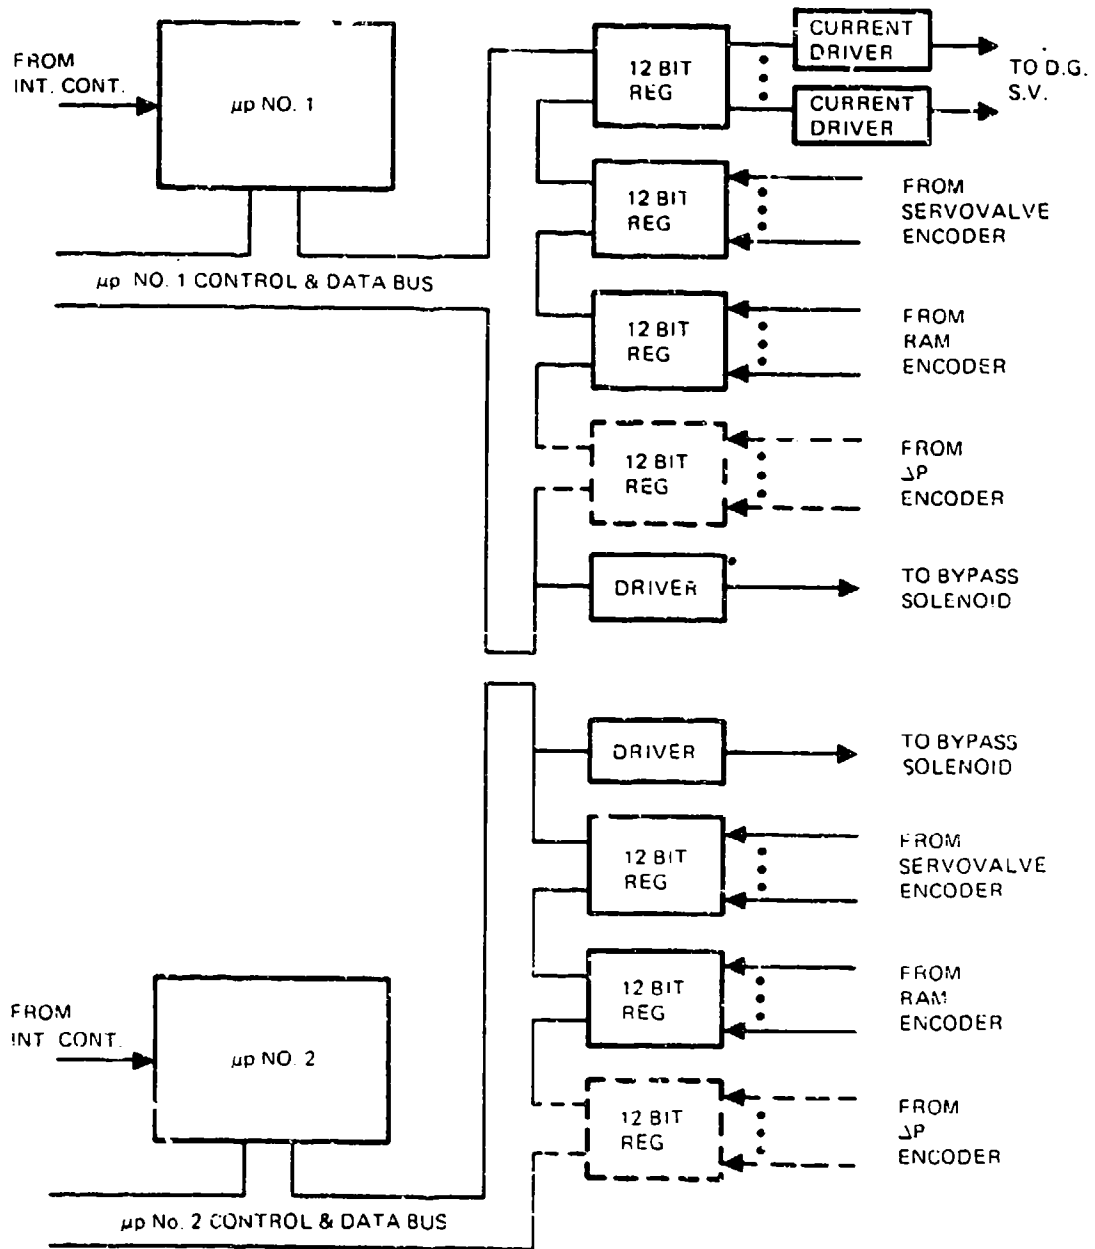 FROM
INT. CONT.
µp NO. 1
µp NO. 1 CONTROL & DATA BUS
12 BIT
REG
CURRENT
DRIVER
CURRENT
DRIVER
TO D.G.
S.V.
12 BIT
REG
FROM
SERVOVALVE
ENCODER
12 BIT
REG
FROM
RAM
ENCODER
12 BIT
REG
FROM
ΔP
ENCODER
DRIVER
TO BYPASS
SOLENOID
DRIVER
TO BYPASS
SOLENOID
12 BIT
REG
FROM
SERVOVALVE
ENCODER
12 BIT
REG
FROM
RAM
ENCODER
12 BIT
REG
FROM
ΔP
ENCODER
FROM
INT. CONT.
µp NO. 2
µp No. 2 CONTROL & DATA BUS